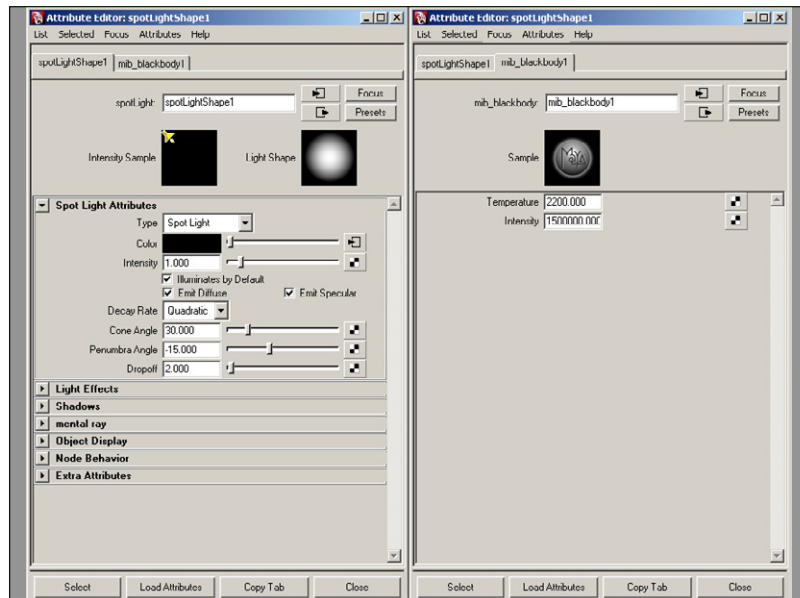 Attribute Editor: spotLightShape1
List Selected Focus Attributes Help
spotLightShape1 mib_blackbody1
spotLight: spotLightShape1
Focus
Presets
Intensity Sample
Light Shape
Spot Light Attributes
Type Spot Light
Color
Intensity 1.000
Illuminates by Default
Emit Diffuse Emit Specular
Decay Rate Quadratic
Cone Angle 30.000
Penumbra Angle -15.000
Dropoff 2.000
Light Effects
Shadows
mental ray
Object Display
Node Behavior
Extra Attributes
Select Load Attributes Copy Tab Close
Attribute Editor: spotLightShape1
List Selected Focus Attributes Help
spotLightShape1 mib_blackbody1
mib_blackbody: mib_blackbody1
Focus
Presets
Sample
MAYA
Temperature 2200.000
Intensity 1500000.000
Select Load Attributes Copy Tab Close